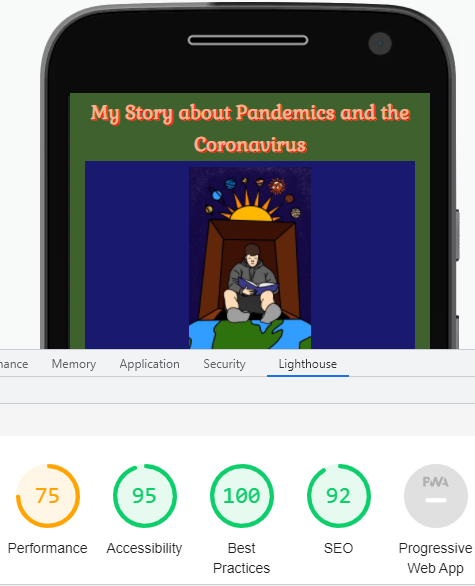 My Story about Pandemics and the
Coronavirus
nance Memory Application Security Lighthouse
75 95 100 92 PWA
Performance Accessibility Best SEO Progressive
Practices Web App